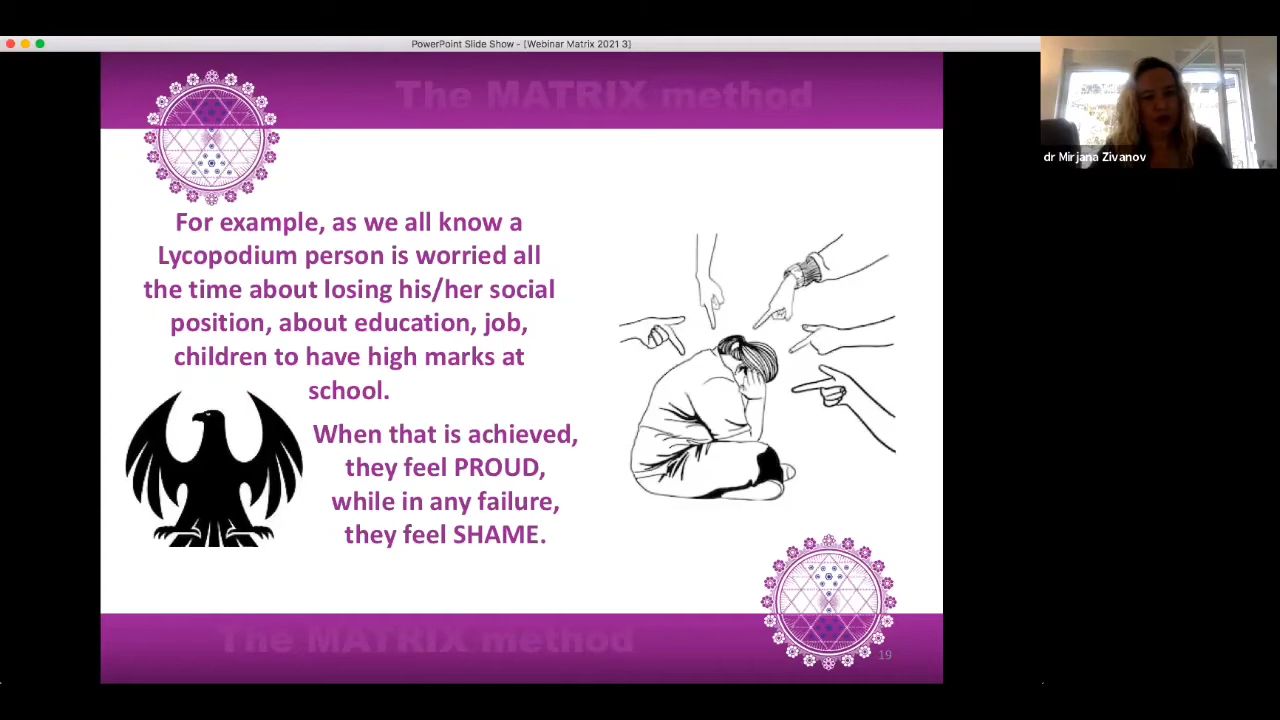 PowerPoint Slide Show - [Webinar Matrix 2021 3]
The MATRIX method
dr Mirjana Zivanov
For example, as we all know a
Lycopodium person is worried all
the time about losing his/her social
position, about education, job,
children to have high marks at
school.
When that is achieved,
they feel PROUD,
while in any failure,
they feel SHAME.
The MATRIX method
19